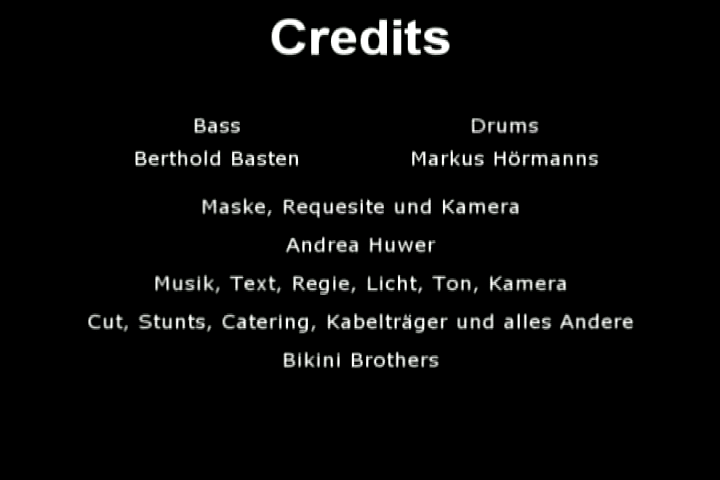 Credits
Bass
Drums
Berthold Basten
Markus Hörmanns
Maske, Requesite und Kamera
Andrea Huwer
Musik, Text, Regie, Licht, Ton, Kamera
Cut, Stunts, Catering, Kabelträger und alles Andere
Bikini Brothers